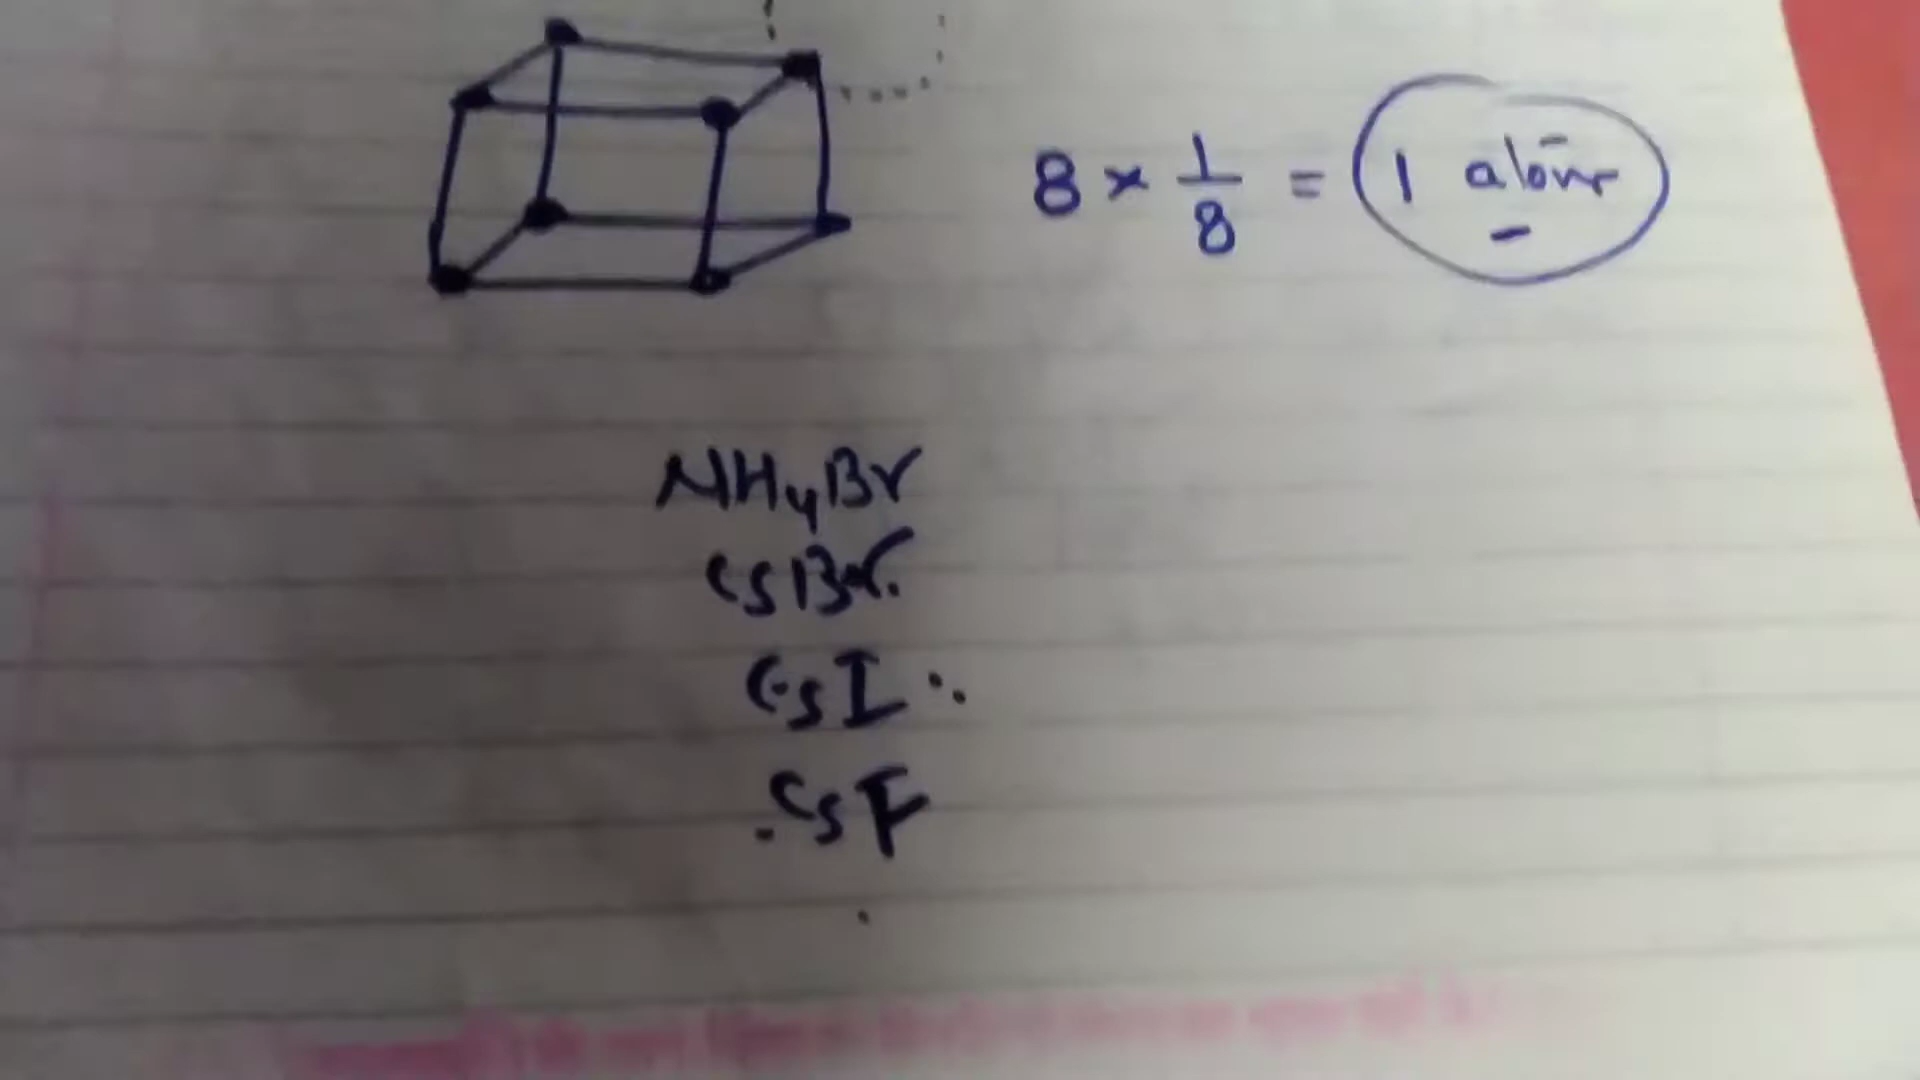 8 × 1/8 = 1 atom
NH4Br
CsBr.
CsI
CsF